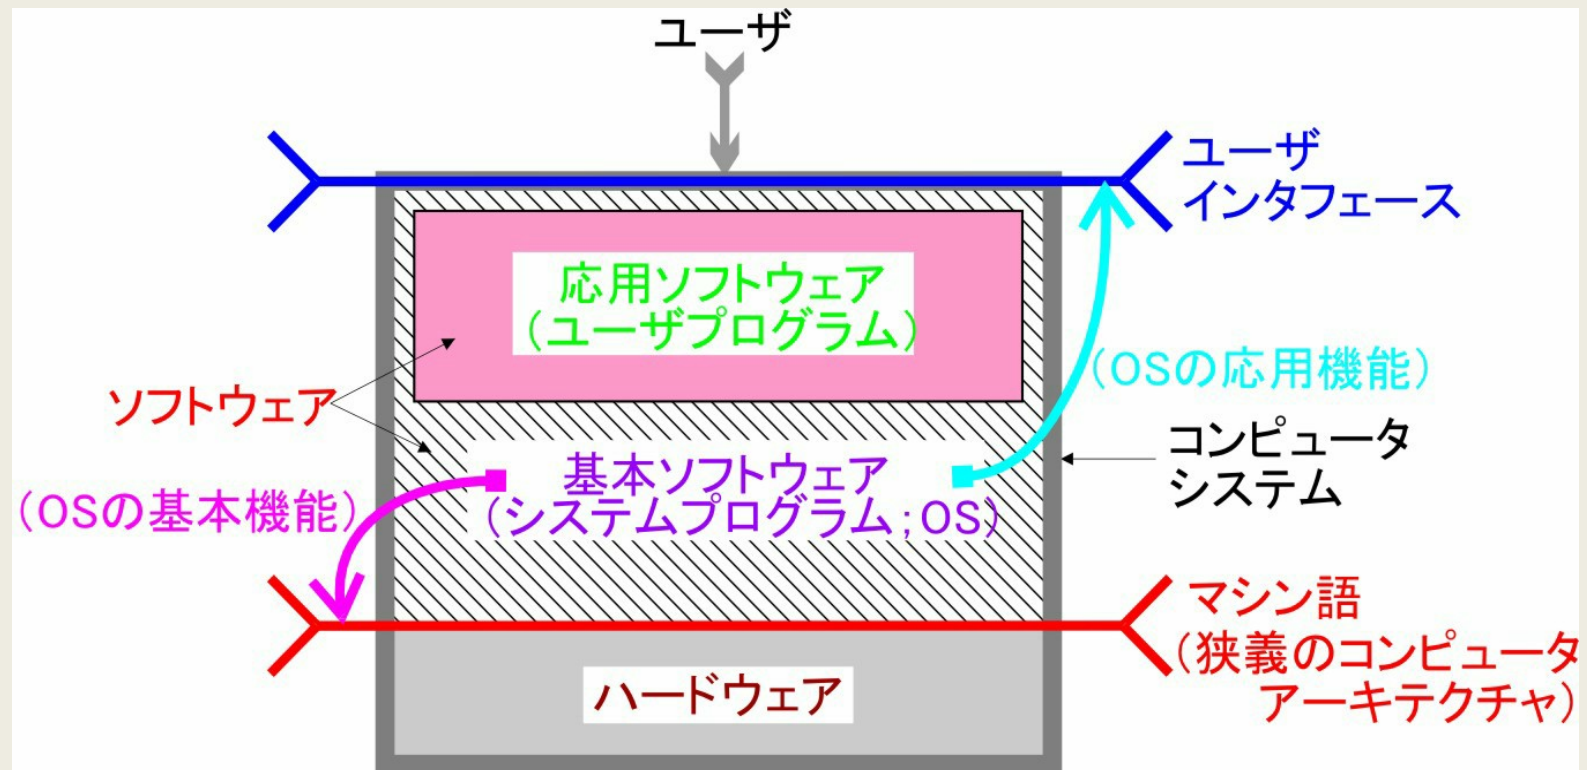 ユーザ
ユーザ
インタフェース
応用ソフトウェア
(ユーザプログラム)
(OSの応用機能)
ソフトウェア
コンピュータ
システム
基本ソフトウェア
(システムプログラム;OS)
(OSの基本機能)
マシン語
(狭義のコンピュータ
アーキテクチャ)
ハードウェア